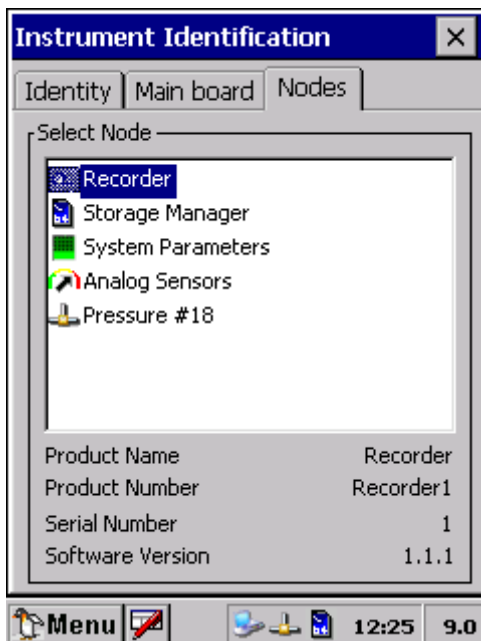 Instrument Identification
Identity Main board Nodes
Select Node
Recorder
Storage Manager
System Parameters
Analog Sensors
Pressure #18
Product Name Recorder
Product Number Recorder1
Serial Number 1
Software Version 1.1.1
Menu 12:25 9.0